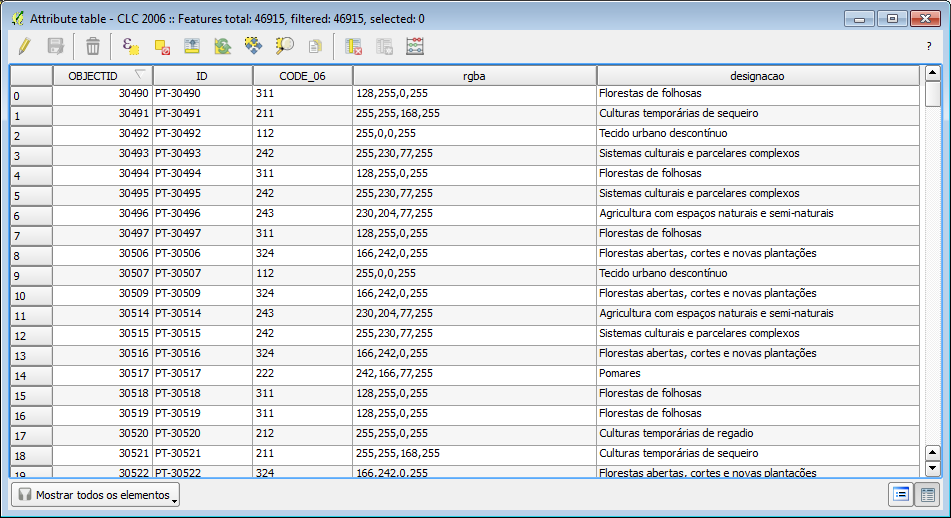 Attribute table - CLC 2006 :: Features total: 46915, filtered: 46915, selected: 0
?
OBJECTID ID CODE_06 rgba designacao
0 30490 PT-30490 311 128,255,0,255 Florestas de folhosas
1 30491 PT-30491 211 255,255,168,255 Culturas temporárias de sequeiro
2 30492 PT-30492 112 255,0,0,255 Tecido urbano descontínuo
3 30493 PT-30493 242 255,230,77,255 Sistemas culturais e parcelares complexos
4 30494 PT-30494 311 128,255,0,255 Florestas de folhosas
5 30495 PT-30495 242 255,230,77,255 Sistemas culturais e parcelares complexos
6 30496 PT-30496 243 230,204,77,255 Agricultura com espaços naturais e semi-naturais
7 30497 PT-30497 311 128,255,0,255 Florestas de folhosas
8 30506 PT-30506 324 166,242,0,255 Florestas abertas, cortes e novas plantações
9 30507 PT-30507 112 255,0,0,255 Tecido urbano descontínuo
10 30509 PT-30509 324 166,242,0,255 Florestas abertas, cortes e novas plantações
11 30514 PT-30514 243 230,204,77,255 Agricultura com espaços naturais e semi-naturais
12 30515 PT-30515 242 255,230,77,255 Sistemas culturais e parcelares complexos
13 30516 PT-30516 324 166,242,0,255 Florestas abertas, cortes e novas plantações
14 30517 PT-30517 222 242,166,77,255 Pomares
15 30518 PT-30518 311 128,255,0,255 Florestas de folhosas
16 30519 PT-30519 311 128,255,0,255 Florestas de folhosas
17 30520 PT-30520 212 255,255,0,255 Culturas temporárias de regadio
18 30521 PT-30521 211 255,255,168,255 Culturas temporárias de sequeiro
19 30522 PT-30522 324 166,242,0,255 Florestas abertas, cortes e novas plantações
Mostrar todos os elementos